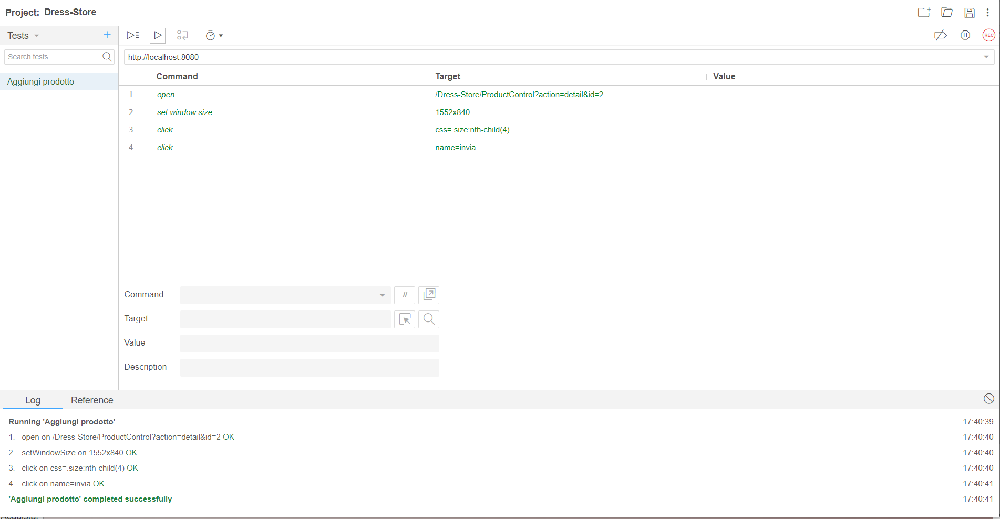 Project: Dress-Store
Tests
Search tests...
Aggiungi prodotto
REC
http://localhost:8080
Command Target Value
1 open /Dress-Store/ProductControl?action=detail&id=2
2 set window size 1552x840
3 click css=.size:nth-child(4)
4 click name=invia
Command
//
Target
Value
Description
Log Reference
Running 'Aggiungi prodotto' 17:40:39
1. open on /Dress-Store/ProductControl?action=detail&id=2 OK 17:40:40
2. setWindowSize on 1552x840 OK 17:40:40
3. click on css=.size:nth-child(4) OK 17:40:40
4. click on name=invia OK 17:40:41
'Aggiungi prodotto' completed successfully 17:40:41